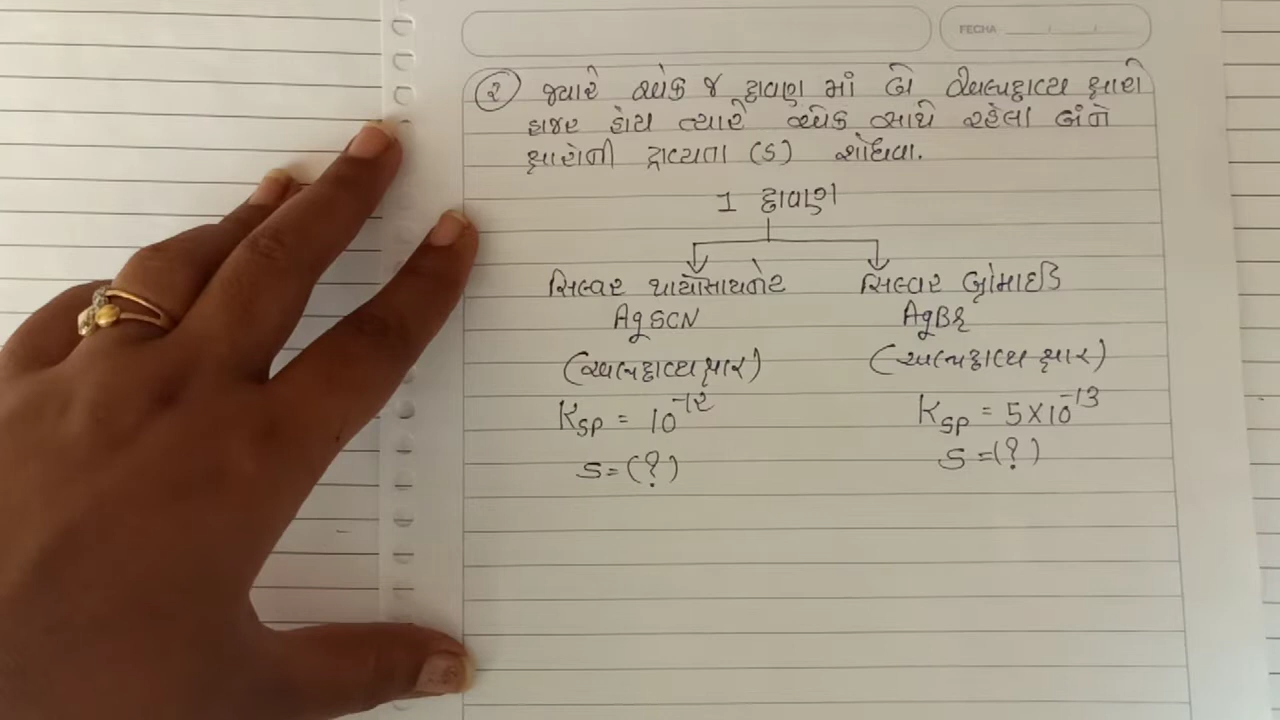 FECHA
૨ જ્યારે એક જ દ્રાવણ માં બે અલ્પદ્રાવ્ય ક્ષારો
હાજર હોય ત્યારે એક સાથે રહેલા બંને
ક્ષારોની દ્રાવ્યતા (S) શોધવા.
1 દ્રાવણ
સિલ્વર થાયોસાયનેટ સિલ્વર બ્રોમાઇડ
AgSCN AgBr
(અલ્પદ્રાવ્ય ક્ષાર) (અલ્પદ્રાવ્ય ક્ષાર)
Ksp = 10⁻¹² Ksp = 5×10⁻¹³
S=(?) S=(?)